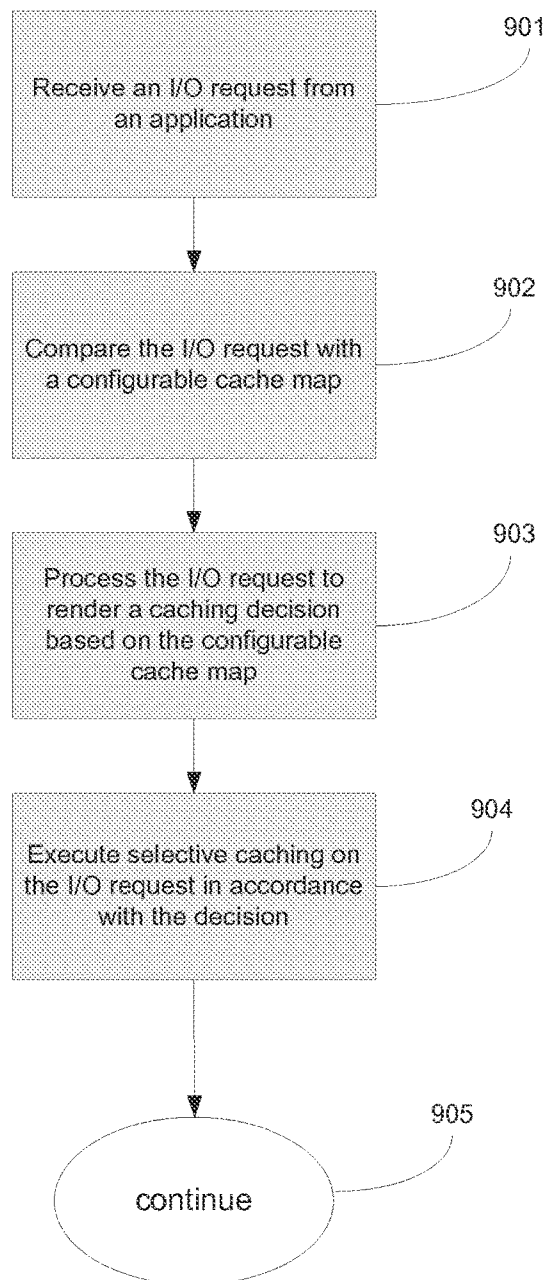 901
Receive an I/O request from
an application
902
Compare the I/O request with
a configurable cache map
903
Process the I/O request to
render a caching decision
based on the configurable
cache map
904
Execute selective caching on
the I/O request in accordance
with the decision
905
continue